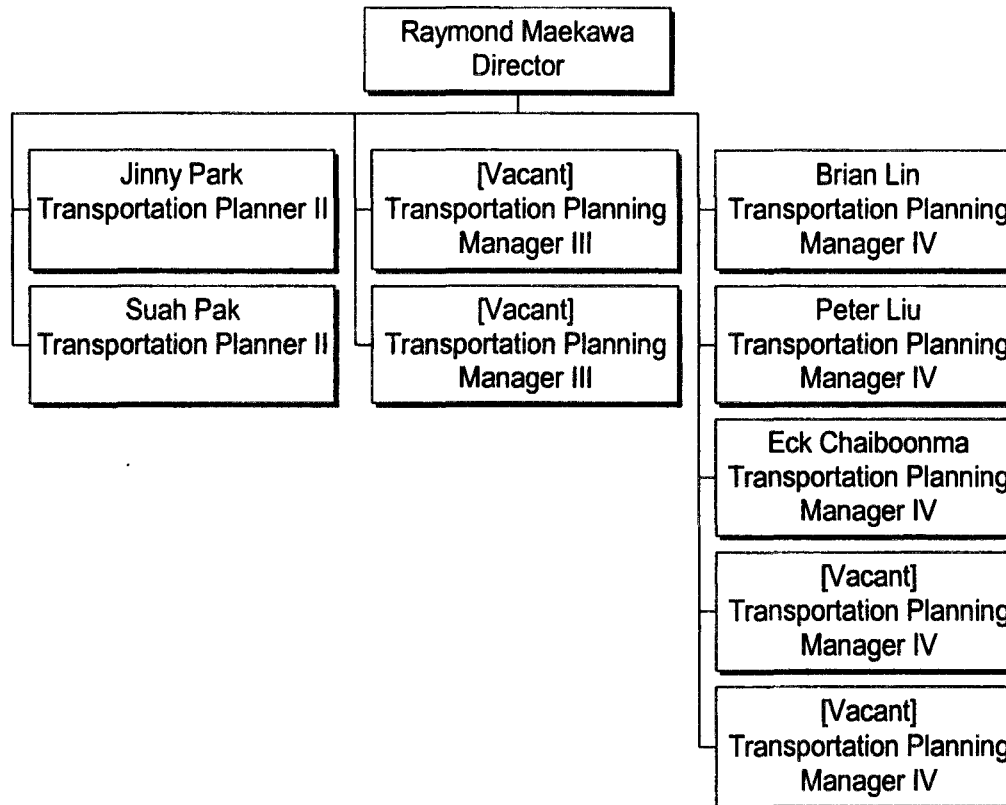 Raymond Maekawa
Director
Jinny Park
Transportation Planner II
Suah Pak
Transportation Planner II
[Vacant]
Transportation Planning
Manager III
[Vacant]
Transportation Planning
Manager III
Brian Lin
Transportation Planning
Manager IV
Peter Liu
Transportation Planning
Manager IV
Eck Chaiboonma
Transportation Planning
Manager IV
[Vacant]
Transportation Planning
Manager IV
[Vacant]
Transportation Planning
Manager IV